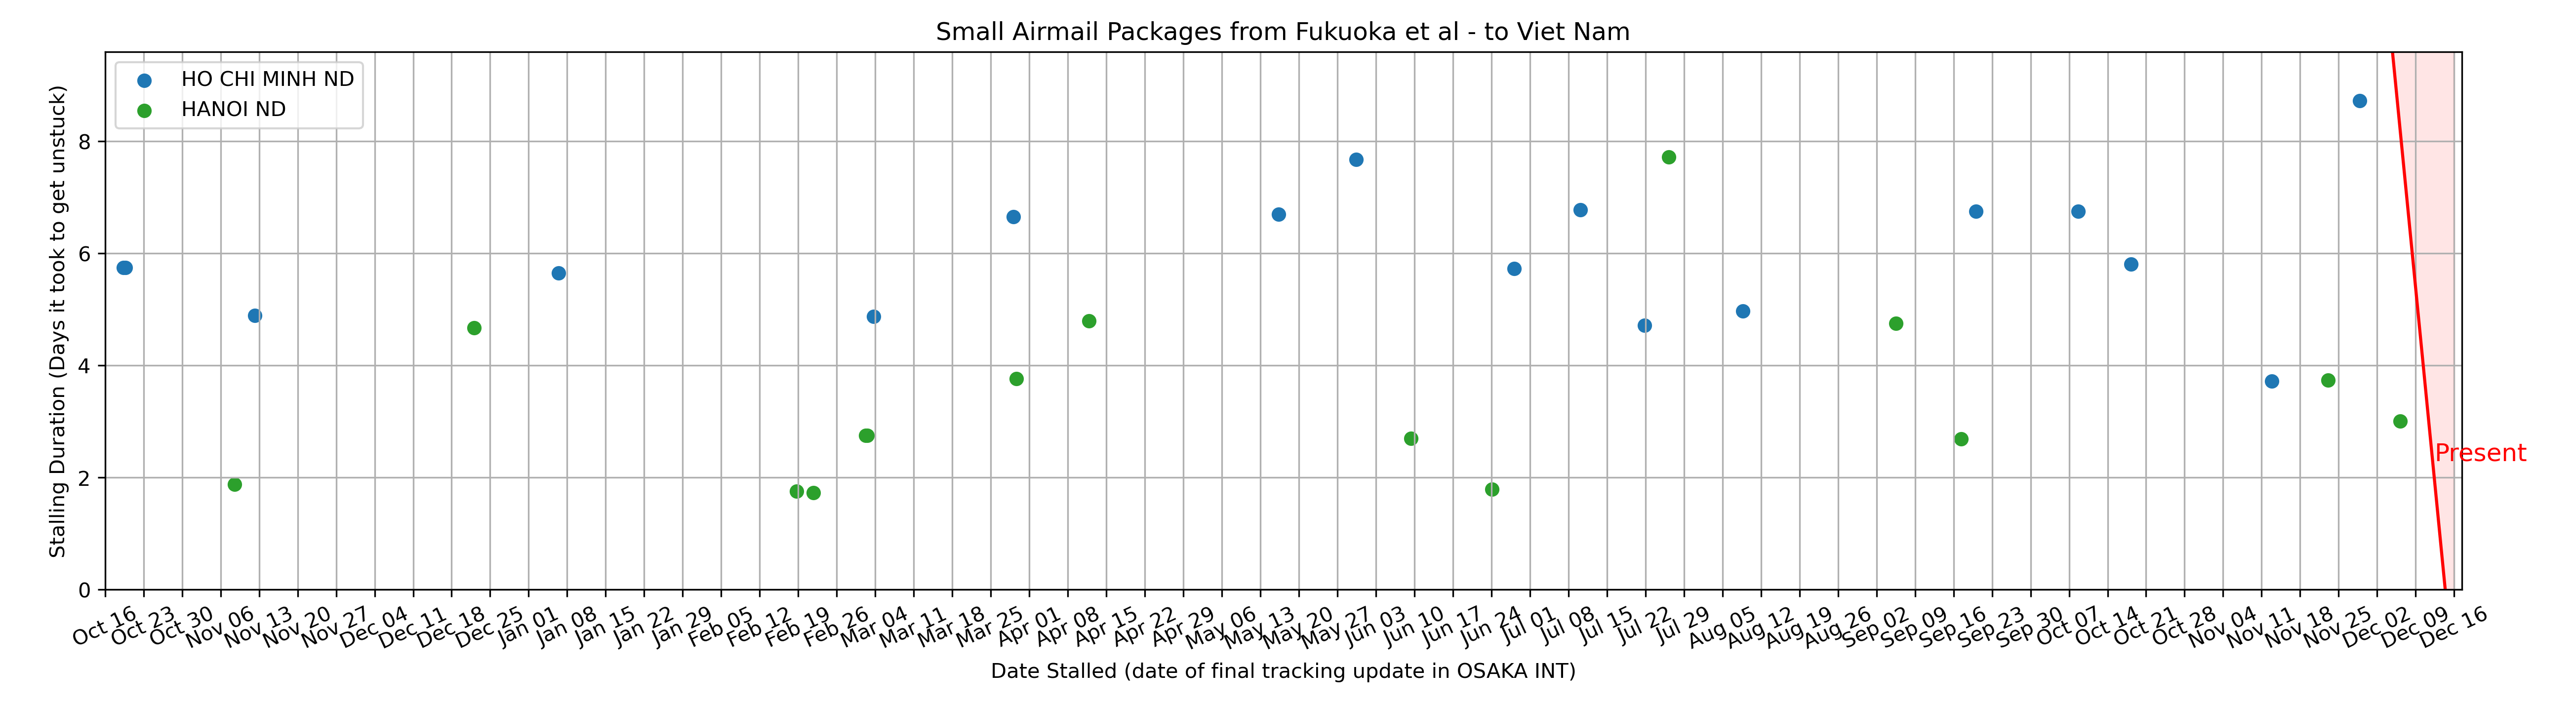 Small Airmail Packages from Fukuoka et al - to Viet Nam
HO CHI MINH ND
HANOI ND
Stalling Duration (Days it took to get unstuck)
8
6
4
2
0
Present
Oct 16 Oct 23 Oct 30 Nov 06 Nov 13 Nov 20 Nov 27 Dec 04 Dec 11 Dec 18 Dec 25 Jan 01 Jan 08 Jan 15 Jan 22 Jan 29 Feb 05 Feb 12 Feb 19 Feb 26 Mar 04 Mar 11 Mar 18 Mar 25 Apr 01 Apr 08 Apr 15 Apr 22 Apr 29 May 06 May 13 May 20 May 27 Jun 03 Jun 10 Jun 17 Jun 24 Jul 01 Jul 08 Jul 15 Jul 22 Jul 29 Aug 05 Aug 12 Aug 19 Aug 26 Sep 02 Sep 09 Sep 16 Sep 23 Sep 30 Oct 07 Oct 14 Oct 21 Oct 28 Nov 04 Nov 11 Nov 18 Nov 25 Dec 02 Dec 09 Dec 16
Date Stalled (date of final tracking update in OSAKA INT)